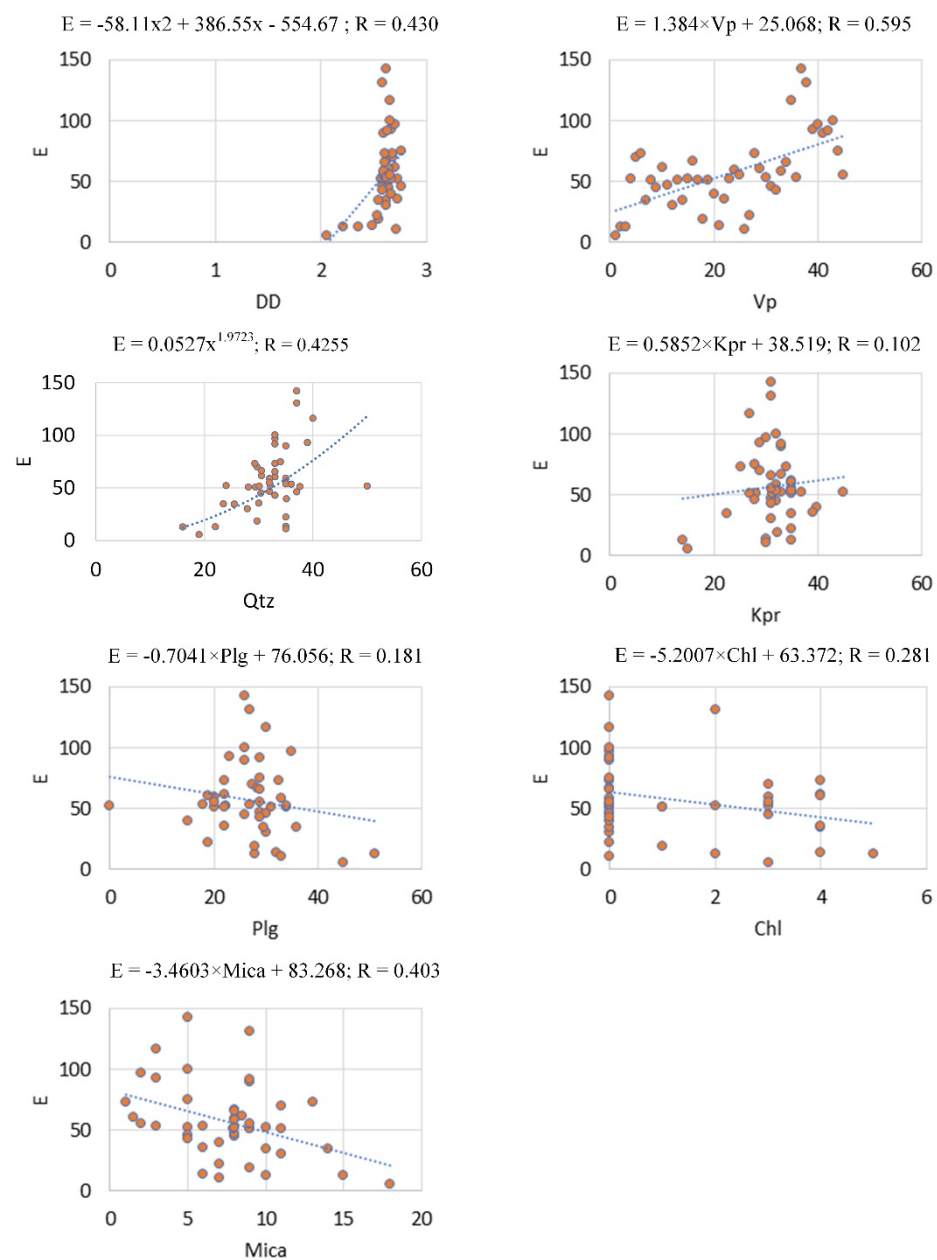 E = -58.11x2 + 386.55x - 554.67 ; R = 0.430
150
100
50
0
E
0 1 2 3
DD
E = 1.384×Vp + 25.068; R = 0.595
150
100
50
0
E
0 20 40 60
Vp
E = 0.0527x^1.9723; R = 0.4255
150
100
50
0
E
0 20 40 60
Qtz
E = 0.5852×Kpr + 38.519; R = 0.102
150
100
50
0
E
0 20 40 60
Kpr
E = -0.7041×Plg + 76.056; R = 0.181
150
100
50
0
E
0 20 40 60
Plg
E = -5.2007×Chl + 63.372; R = 0.281
150
100
50
0
E
0 2 4 6
Chl
E = -3.4603×Mica + 83.268; R = 0.403
150
100
50
0
E
0 5 10 15 20
Mica